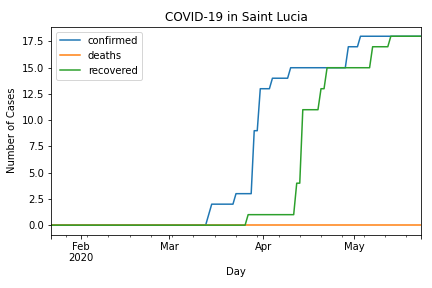 COVID-19 in Saint Lucia
confirmed
deaths
recovered
Number of Cases
17.5
15.0
12.5
10.0
7.5
5.0
2.5
0.0
Feb
2020
Mar
Apr
May
Day